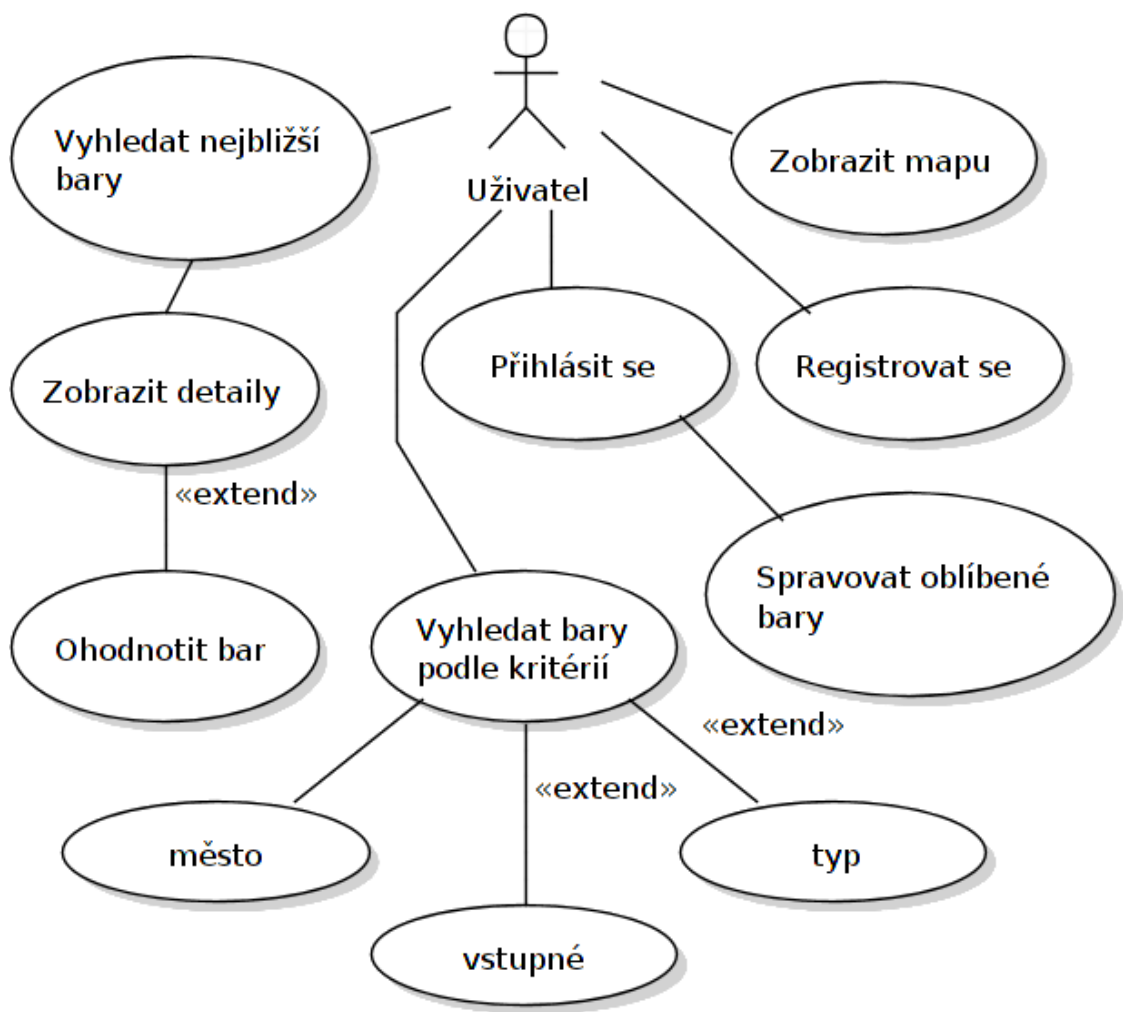 Vyhledat nejbližší
bary
Uživatel
Zobrazit mapu
Zobrazit detaily
Přihlásit se
Registrovat se
«extend»
Ohodnotit bar
Vyhledat bary
podle kritérií
Spravovat oblíbené
bary
«extend»
«extend»
město
typ
vstupné